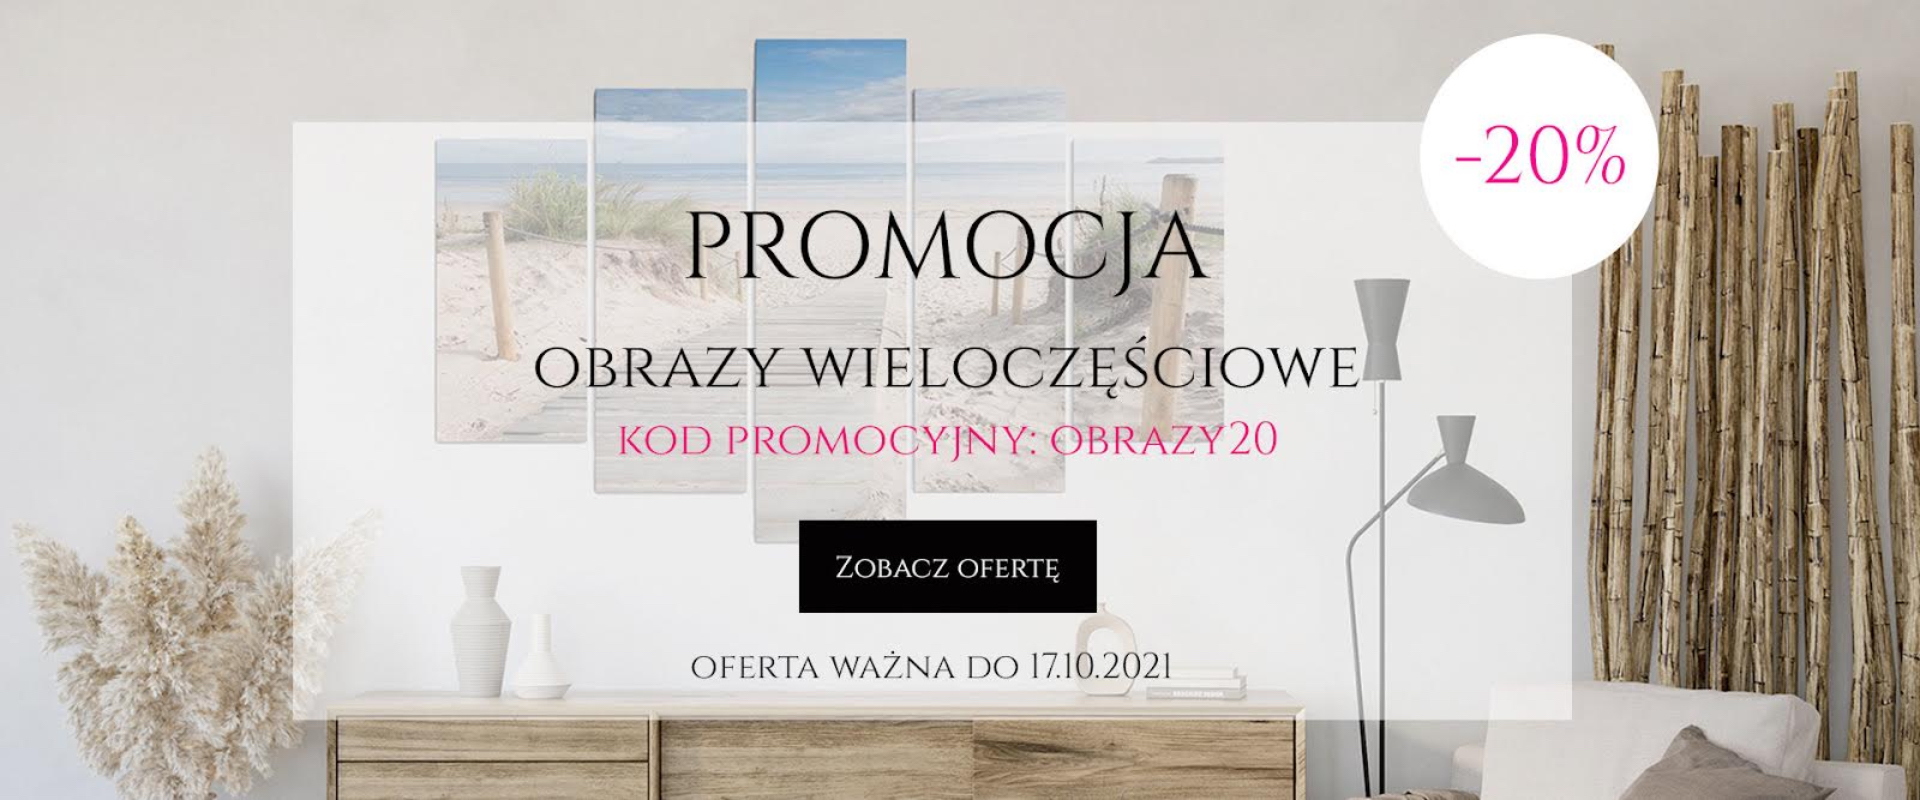 -20%
PROMOCJA
OBRAZY WIELOCZĘŚCIOWE
KOD PROMOCYJNY: OBRAZY20
ZOBACZ OFERTĘ
OFERTA WAŻNA DO 17.10.2021